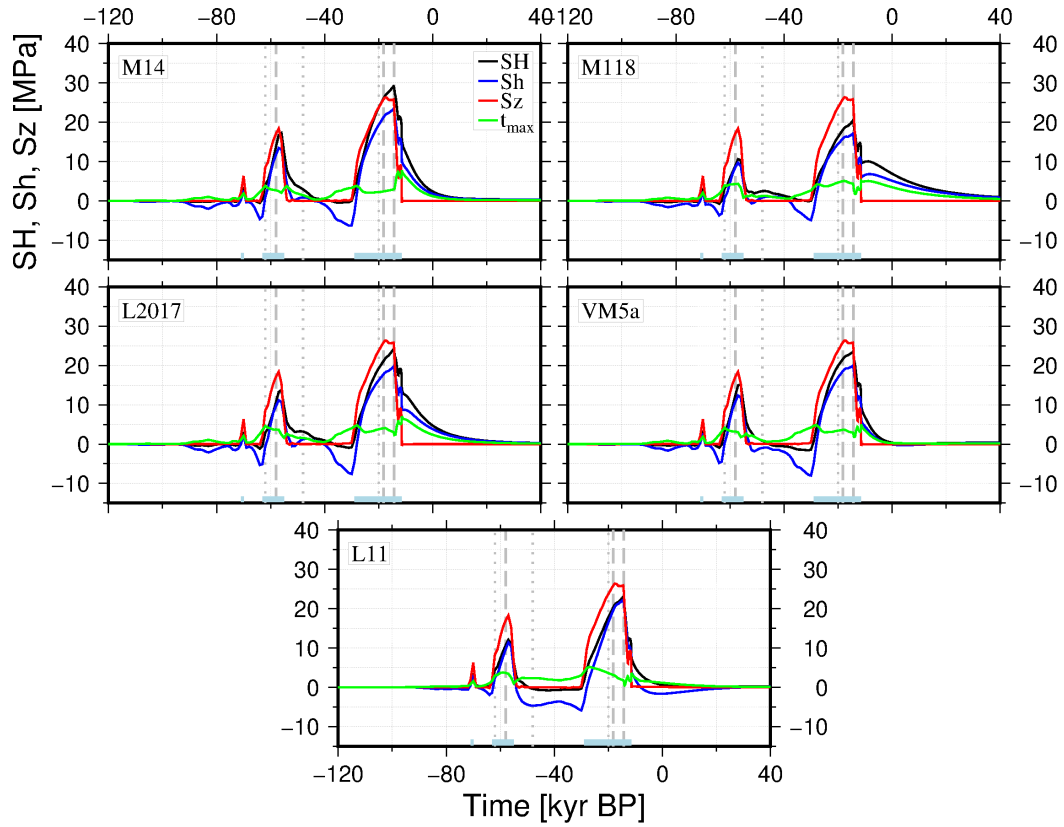 −120 −80 −40 0 40 −120 −80 −40 0 40
SH, Sh, Sz [MPa]
40 30 20 10 0 −10
M14
SH
Sh
Sz
tmax
M118
40 30 20 10 0 −10
40 30 20 10 0 −10
L2017
VM5a
40 30 20 10 0 −10
40 30 20 10 0 −10
L11
40 30 20 10 0 −10
−120 −80 −40 0 40
Time [kyr BP]